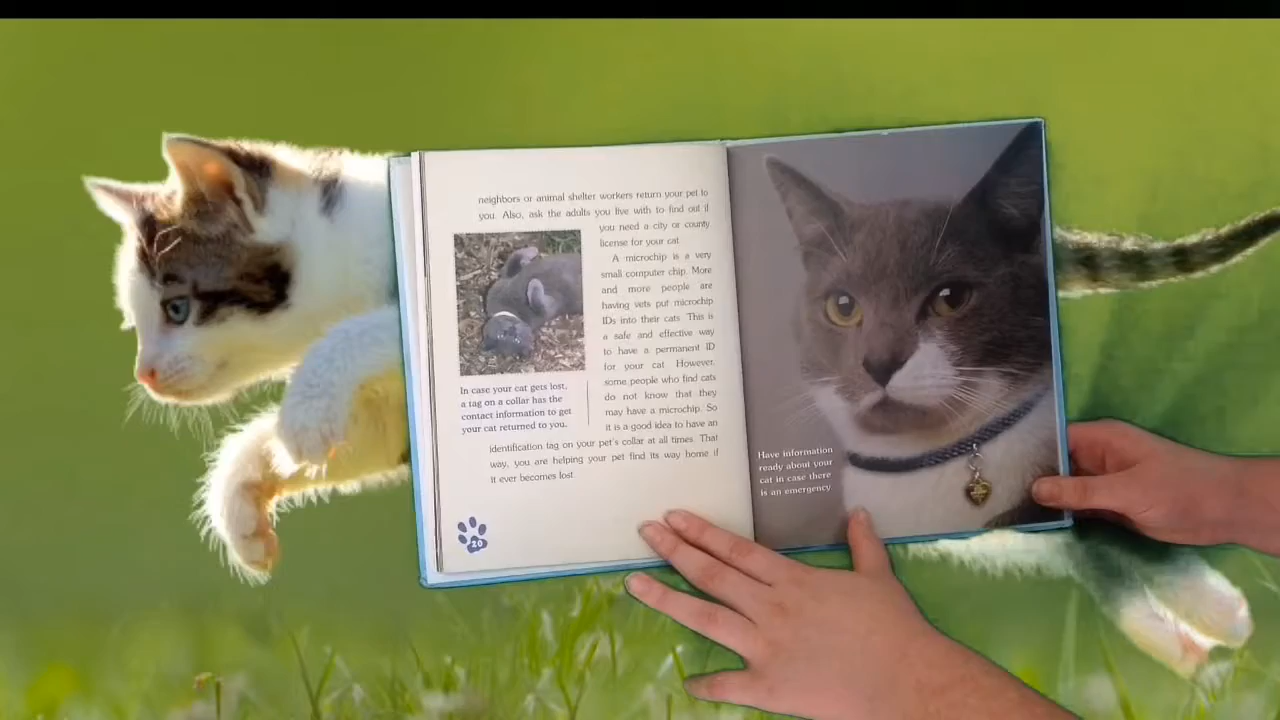 neighbors or animal shelter workers return your pet to
you. Also, ask the adults you live with to find out if
you need a city or county
license for your cat.
A microchip is a very
small computer chip. More
and more people are
having vets put microchip
IDs into their cats. This is
a safe and effective way
to have a permanent ID
for your cat. However,
some people who find cats
do not know that they
may have a microchip. So
it is a good idea to have an
identification tag on your pet's collar at all times. That
way, you are helping your pet find its way home if
it ever becomes lost.
In case your cat gets lost,
a tag on a collar has the
contact information to get
your cat returned to you.
20
Have information
ready about your
cat in case there
is an emergency.